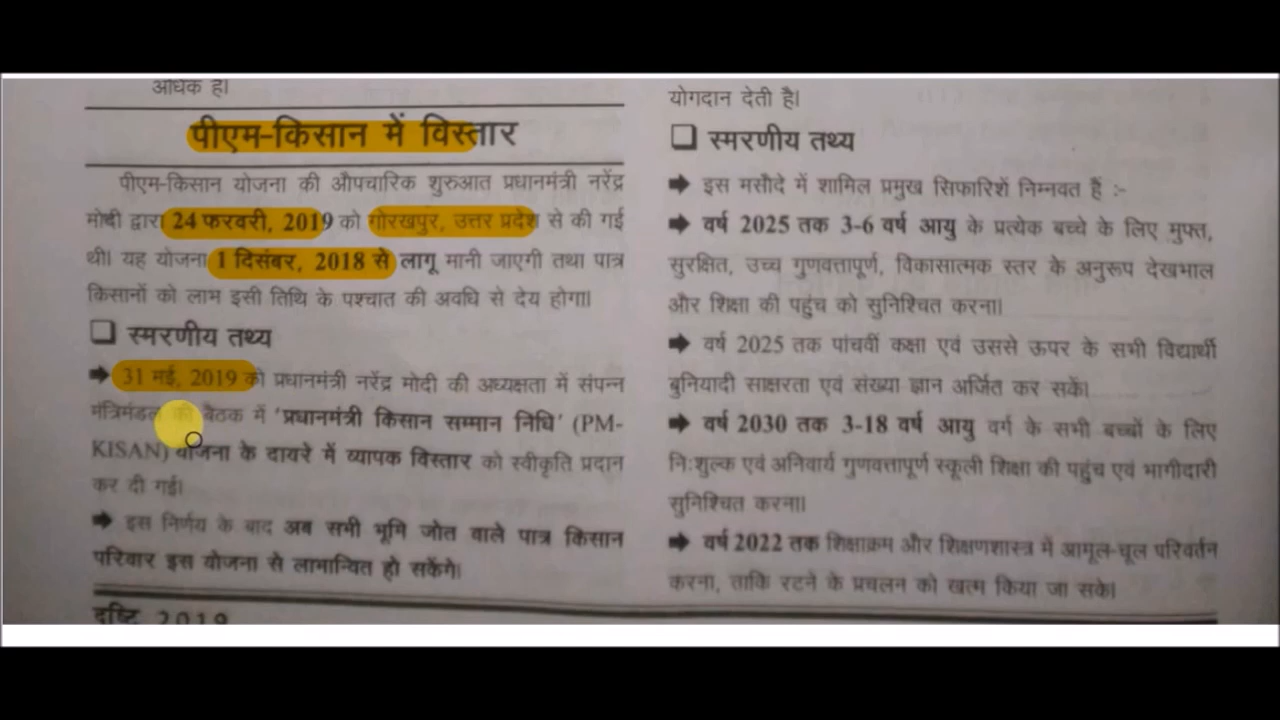 अधिक है।
पीएम-किसान में विस्तार
पीएम-किसान योजना की औपचारिक शुरुआत प्रधानमंत्री नरेंद्र
मोदी द्वारा 24 फरवरी, 2019 को गोरखपुर, उत्तर प्रदेश से की गई
थी। यह योजना 1 दिसंबर, 2018 से लागू मानी जाएगी तथा पात्र
किसानों को लाभ इसी तिथि के पश्चात की अवधि से देय होगा।
❑ स्मरणीय तथ्य
➡ 31 मई, 2019 को प्रधानमंत्री नरेंद्र मोदी की अध्यक्षता में संपन्न
मंत्रिमंडल की बैठक में 'प्रधानमंत्री किसान सम्मान निधि' (PM-
KISAN) योजना के दायरे में व्यापक विस्तार को स्वीकृति प्रदान
कर दी गई।
➡ इस निर्णय के बाद अब सभी भूमि जोत वाले पात्र किसान
परिवार इस योजना से लाभान्वित हो सकेंगे।
दृष्टि 2019
योगदान देती है।
❑ स्मरणीय तथ्य
➡ इस मसौदे में शामिल प्रमुख सिफारिशें निम्नवत हैं :-
➡ वर्ष 2025 तक 3-6 वर्ष आयु के प्रत्येक बच्चे के लिए मुफ्त,
सुरक्षित, उच्च गुणवत्तापूर्ण, विकासात्मक स्तर के अनुरूप देखभाल
और शिक्षा की पहुंच को सुनिश्चित करना।
➡ वर्ष 2025 तक पांचवीं कक्षा एवं उससे ऊपर के सभी विद्यार्थी
बुनियादी साक्षरता एवं संख्या ज्ञान अर्जित कर सकें।
➡ वर्ष 2030 तक 3-18 वर्ष आयु वर्ग के सभी बच्चों के लिए
निःशुल्क एवं अनिवार्य गुणवत्तापूर्ण स्कूली शिक्षा की पहुंच एवं भागीदारी
सुनिश्चित करना।
➡ वर्ष 2022 तक शिक्षाक्रम और शिक्षणशास्त्र में आमूल-चूल परिवर्तन
करना, ताकि रटने के प्रचलन को खत्म किया जा सके।